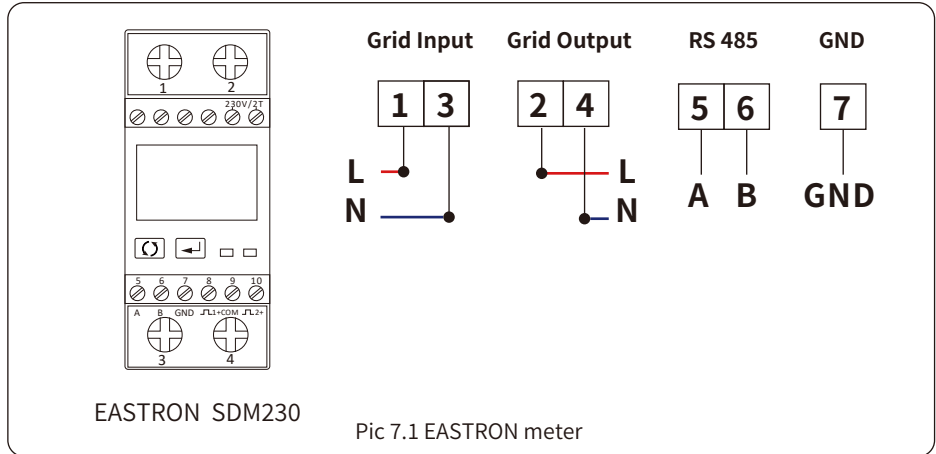 Grid Input Grid Output RS 485 GND
1 2
230V/2T
1 3 2 4 5 6 7
L L
N N
A B GND
5 6 7 8 9 10
A B GND 1+COM 2+
3 4
EASTRON SDM230
Pic 7.1 EASTRON meter